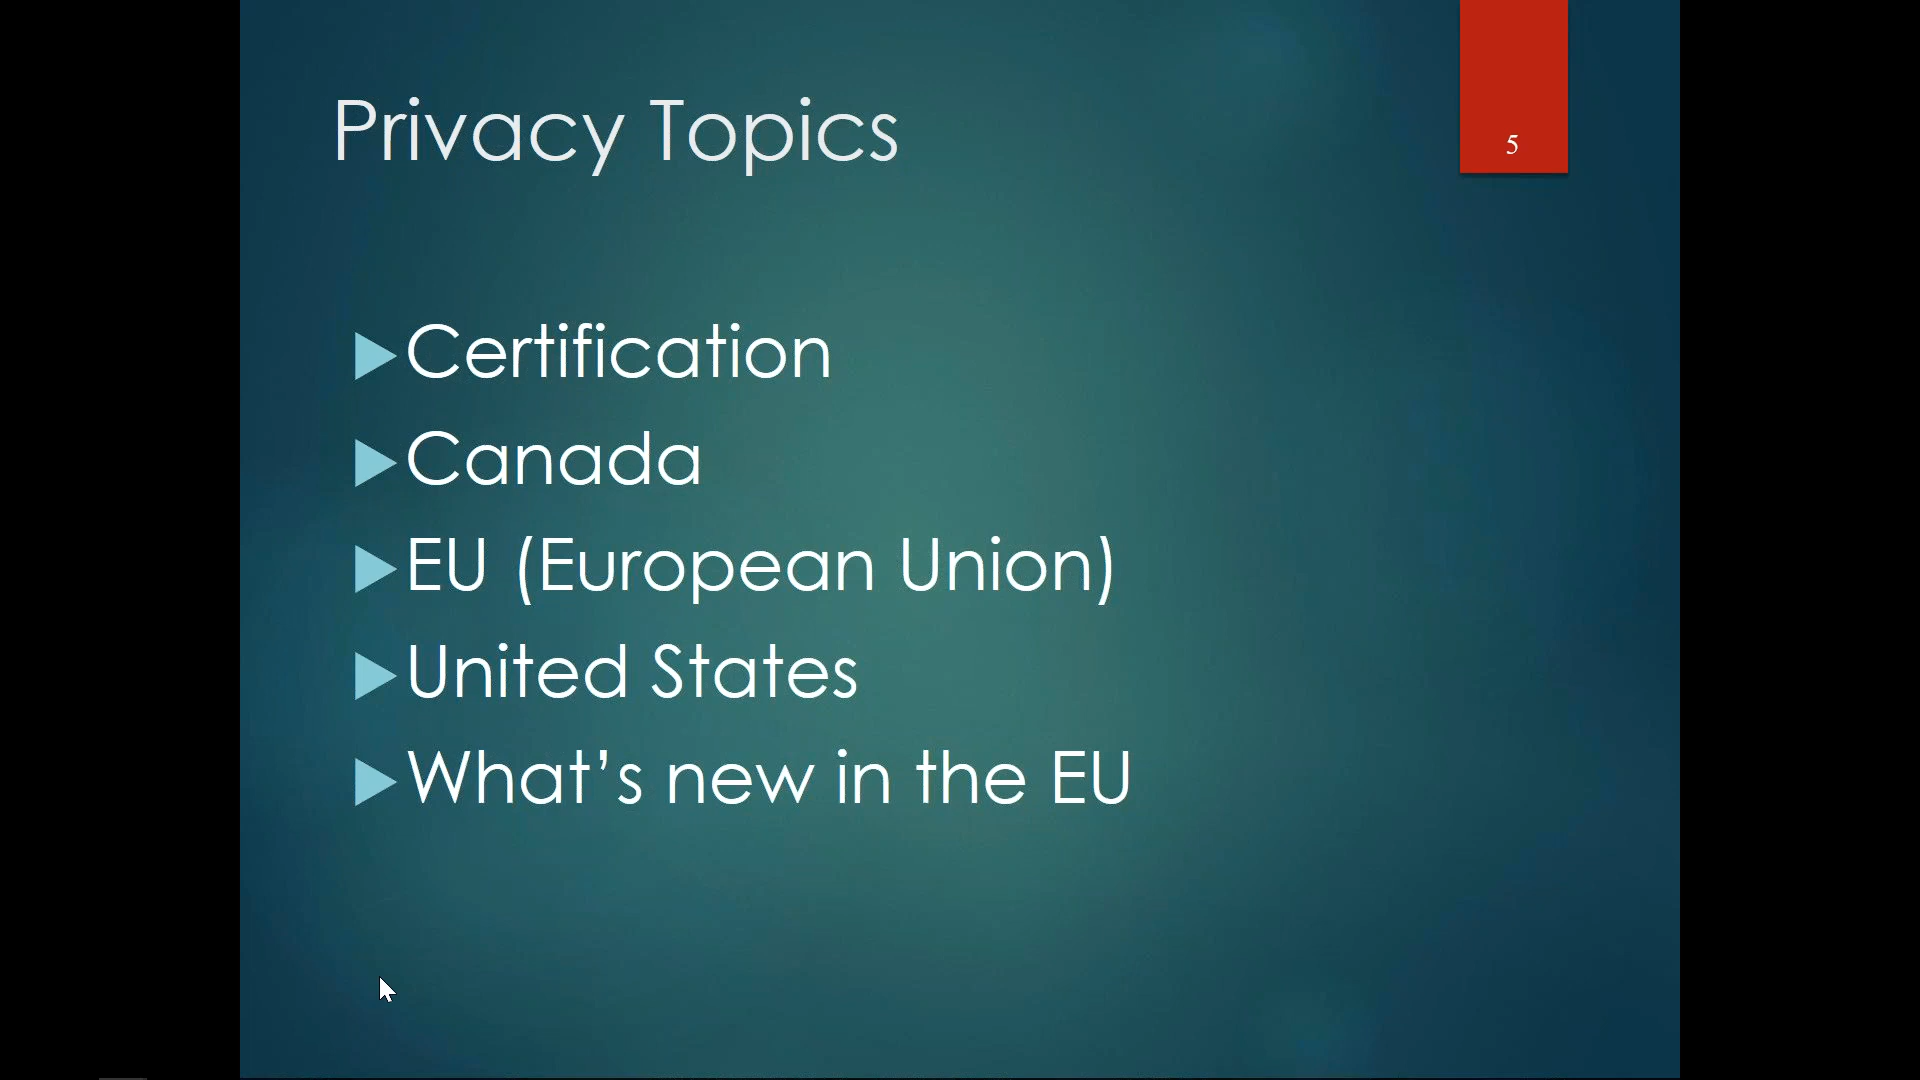 Privacy Topics
5
Certification
Canada
EU (European Union)
United States
What’s new in the EU